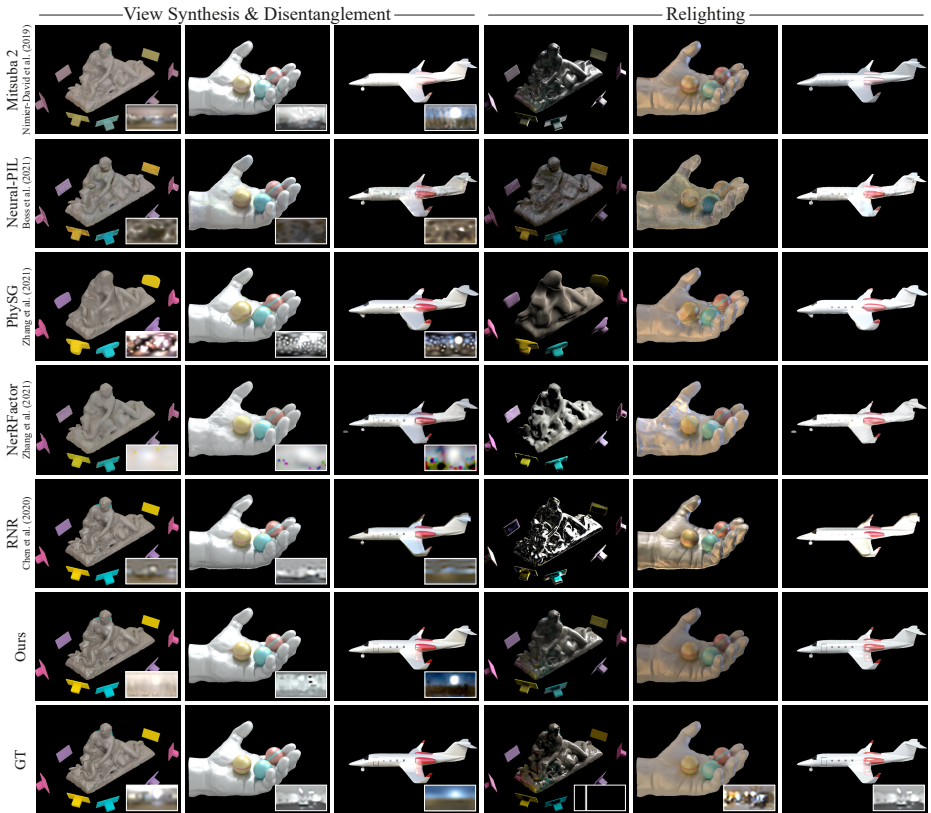 View Synthesis & Disentanglement
Relighting
Mitsuba 2
Nimier-David et al. (2019)
Neural-PIL
Boss et al. (2021)
PhySG
Zhang et al. (2021)
NerRFactor
Zhang et al. (2021)
RNR
Chen et al. (2020)
Ours
GT